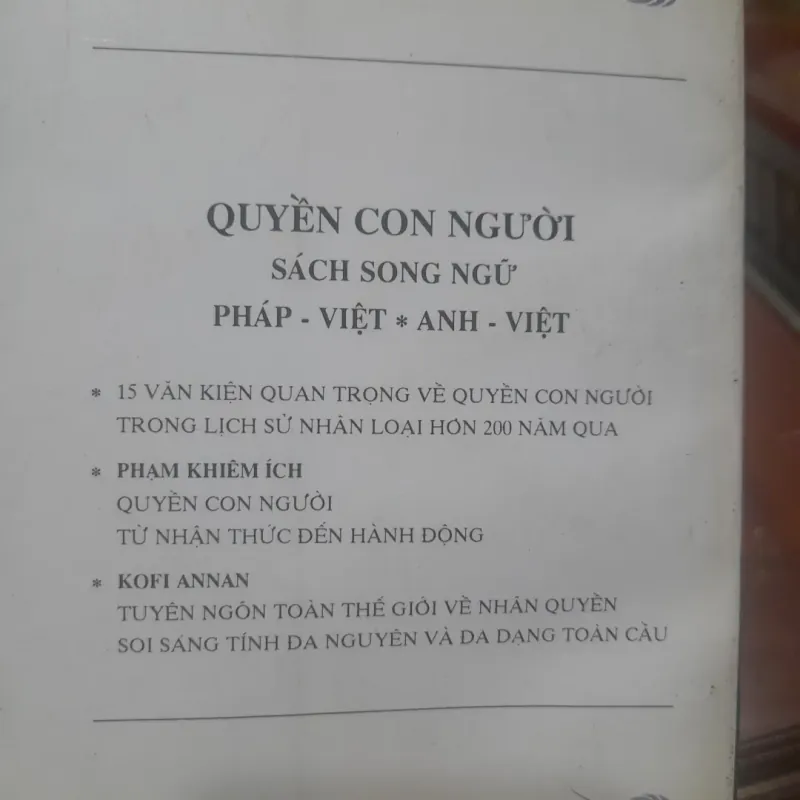 QUYỀN CON NGƯỜI
SÁCH SONG NGỮ
PHÁP - VIỆT * ANH - VIỆT
* 15 VĂN KIỆN QUAN TRỌNG VỀ QUYỀN CON NGƯỜI
TRONG LỊCH SỬ NHÂN LOẠI HƠN 200 NĂM QUA
* PHẠM KHIÊM ÍCH
QUYỀN CON NGƯỜI
TỪ NHẬN THỨC ĐẾN HÀNH ĐỘNG
* KOFI ANNAN
TUYÊN NGÔN TOÀN THẾ GIỚI VỀ NHÂN QUYỀN
SOI SÁNG TÍNH ĐA NGUYÊN VÀ ĐA DẠNG TOÀN CẦU